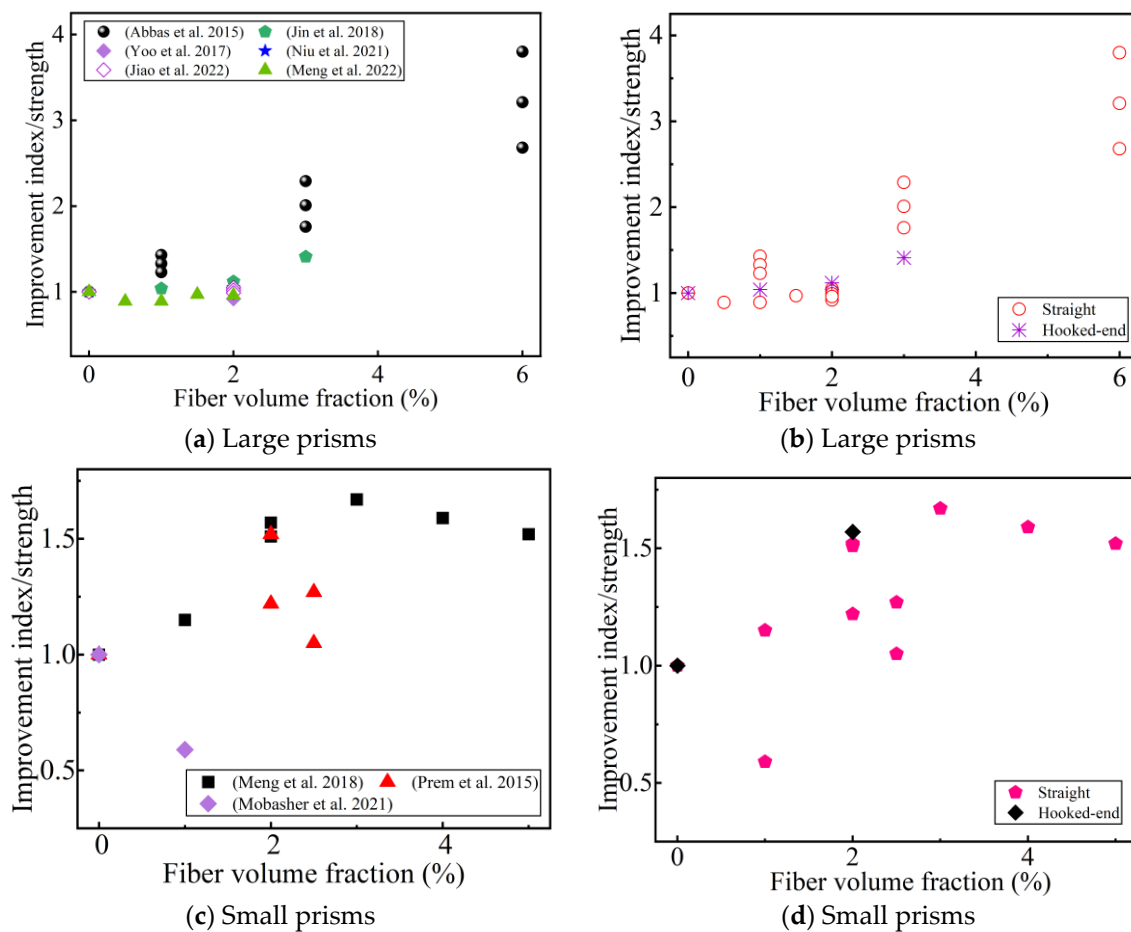 Improvement index/strength
4
3
2
1
(Abbas et al. 2015) (Jin et al. 2018)
(Yoo et al. 2017) (Niu et al. 2021)
(Jiao et al. 2022) (Meng et al. 2022)
0 2 4 6
Fiber volume fraction (%)
(a) Large prisms
Improvement index/strength
4
3
2
1
Straight
Hooked-end
0 2 4 6
Fiber volume fraction (%)
(b) Large prisms
Improvement index/strength
1.5
1.0
0.5
(Meng et al. 2018) (Prem et al. 2015)
(Mobasher et al. 2021)
0 2 4
Fiber volume fraction (%)
(c) Small prisms
Improvement index/strength
1.5
1.0
0.5
Straight
Hooked-end
0 2 4
Fiber volume fraction (%)
(d) Small prisms